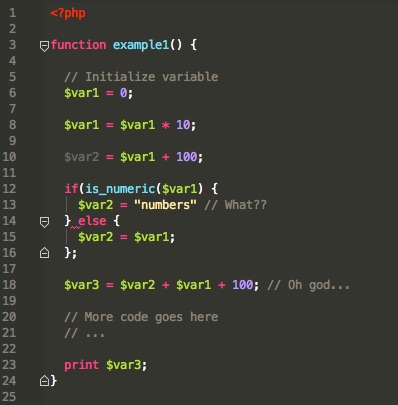 1 <?php
2
3 function example1() {
4
5 // Initialize variable
6 $var1 = 0;
7
8 $var1 = $var1 * 10;
9
10 $var2 = $var1 + 100;
11
12 if(is_numeric($var1) {
13 $var2 = "numbers" // What??
14 } else {
15 $var2 = $var1;
16 };
17
18 $var3 = $var2 + $var1 + 100; // Oh god...
19
20 // More code goes here
21 // ...
22
23 print $var3;
24 }
25